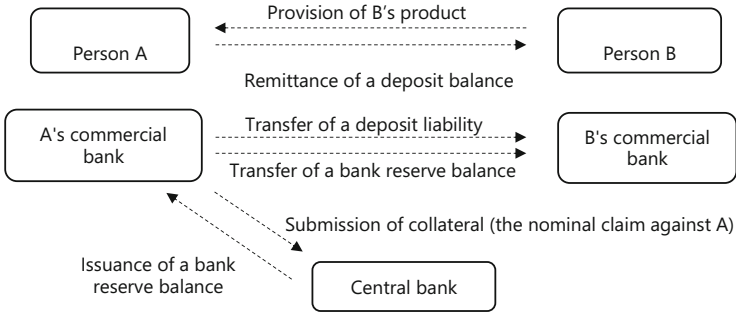 Provision of B's product
Person A
Person B
Remittance of a deposit balance
A's commercial
bank
Transfer of a deposit liability
Transfer of a bank reserve balance
B's commercial
bank
Submission of collateral (the nominal claim against A)
Issuance of a bank
reserve balance
Central bank